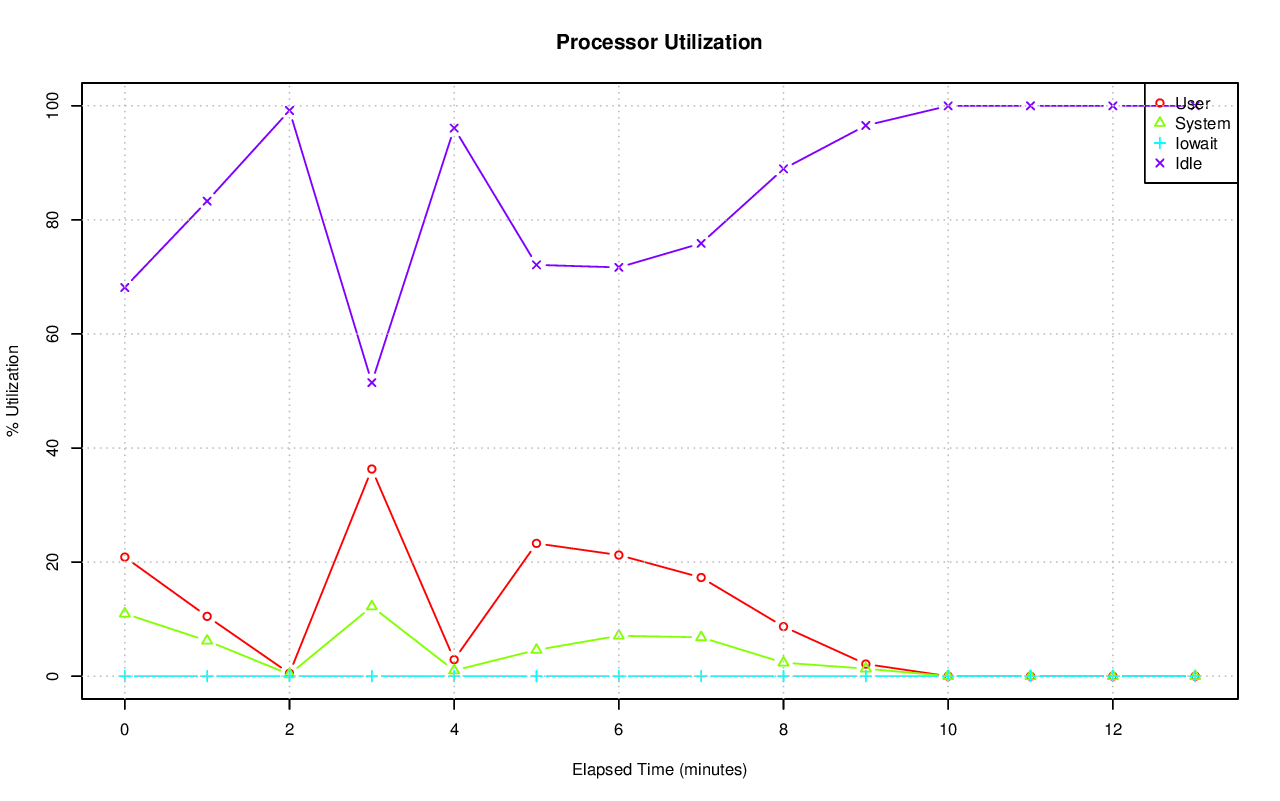 Processor Utilization
% Utilization
100
80
60
40
20
0
User
System
Iowait
Idle
0 2 4 6 8 10 12
Elapsed Time (minutes)